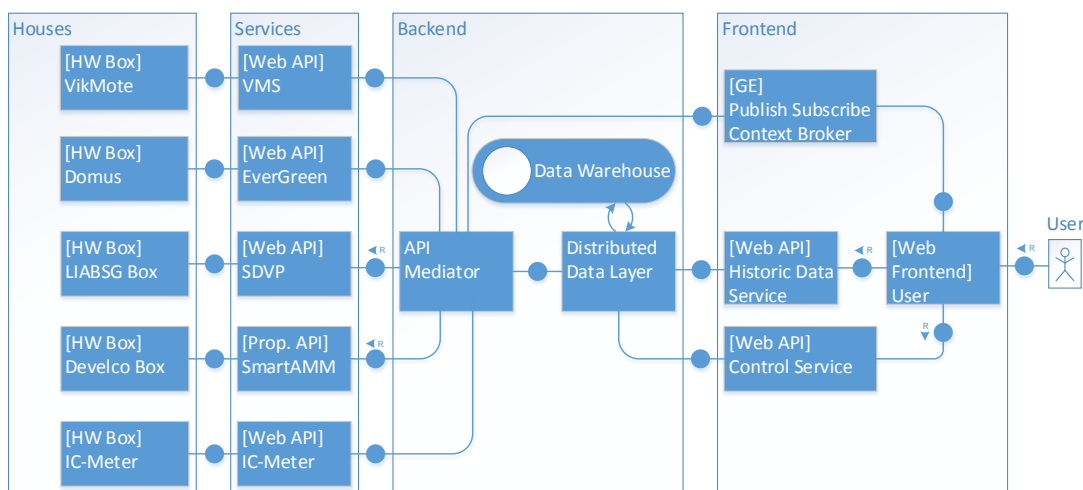 Houses
[HW Box]
VikMote
[HW Box]
Domus
[HW Box]
LIABSG Box
[HW Box]
Develco Box
[HW Box]
IC-Meter
Services
[Web API]
VMS
[Web API]
EverGreen
[Web API]
SDVP
[Prop. API]
SmartAMM
[Web API]
IC-Meter
R
R
Backend
Data Warehouse
API
Mediator
Distributed
Data Layer
Frontend
[GE]
Publish Subscribe
Context Broker
[Web API]
Historic Data
Service
R
[Web
Frontend]
User
R
[Web API]
Control Service
R
User